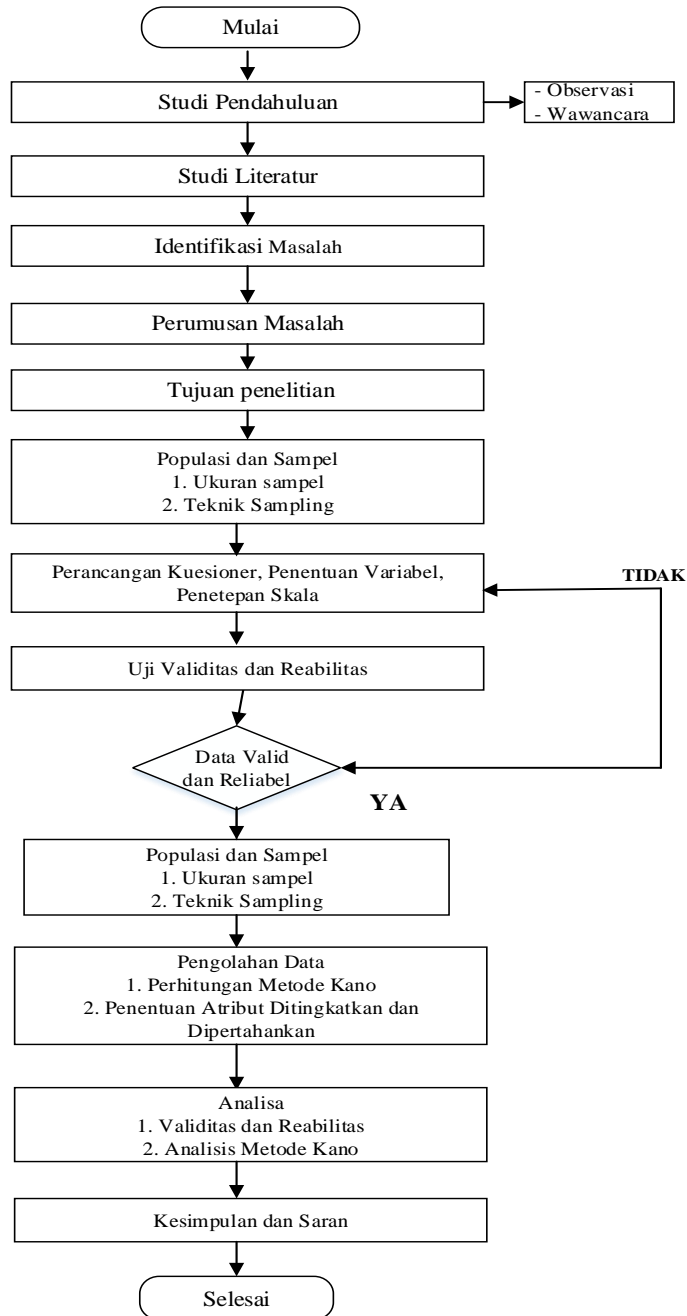 Mulai
Studi Pendahuluan
- Observasi
- Wawancara
Studi Literatur
Identifikasi Masalah
Perumusan Masalah
Tujuan penelitian
Populasi dan Sampel
1. Ukuran sampel
2. Teknik Sampling
Perancangan Kuesioner, Penentuan Variabel,
Penetepan Skala
TIDAK
Uji Validitas dan Reabilitas
Data Valid
dan Reliabel
YA
Populasi dan Sampel
1. Ukuran sampel
2. Teknik Sampling
Pengolahan Data
1. Perhitungan Metode Kano
2. Penentuan Atribut Ditingkatkan dan
Dipertahankan
Analisa
1. Validitas dan Reabilitas
2. Analisis Metode Kano
Kesimpulan dan Saran
Selesai